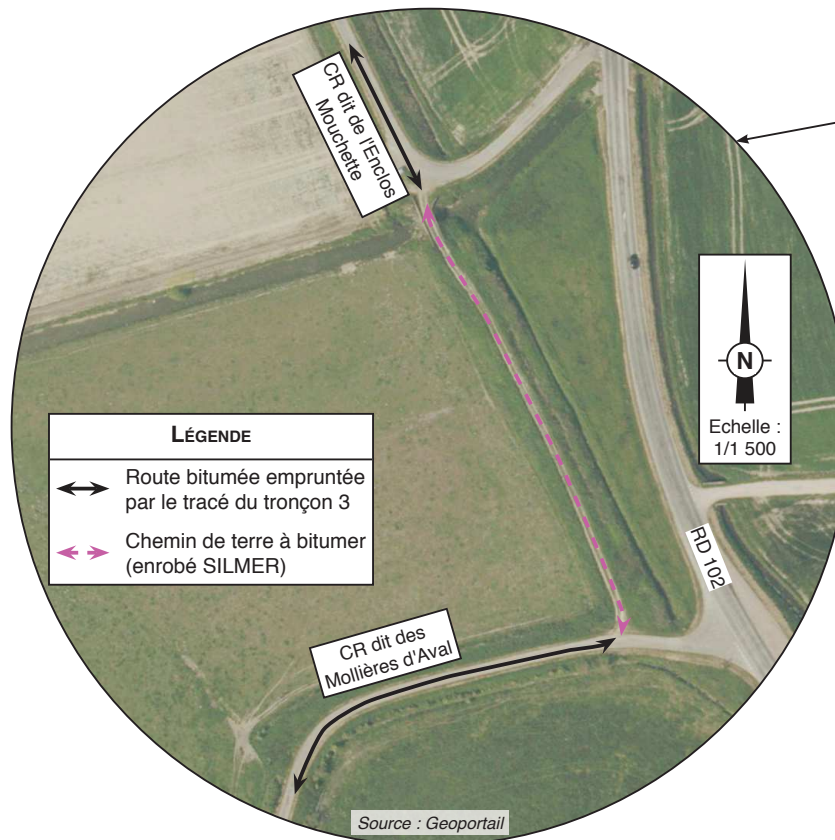 CR dit de l'Enclos
Mouchette
N
Echelle :
1/1 500
LÉGENDE
Route bitumée empruntée
par le tracé du tronçon 3
Chemin de terre à bitumer
(enrobé SILMER)
RD 102
CR dit des
Mollières d'Aval
Source : Geoportail